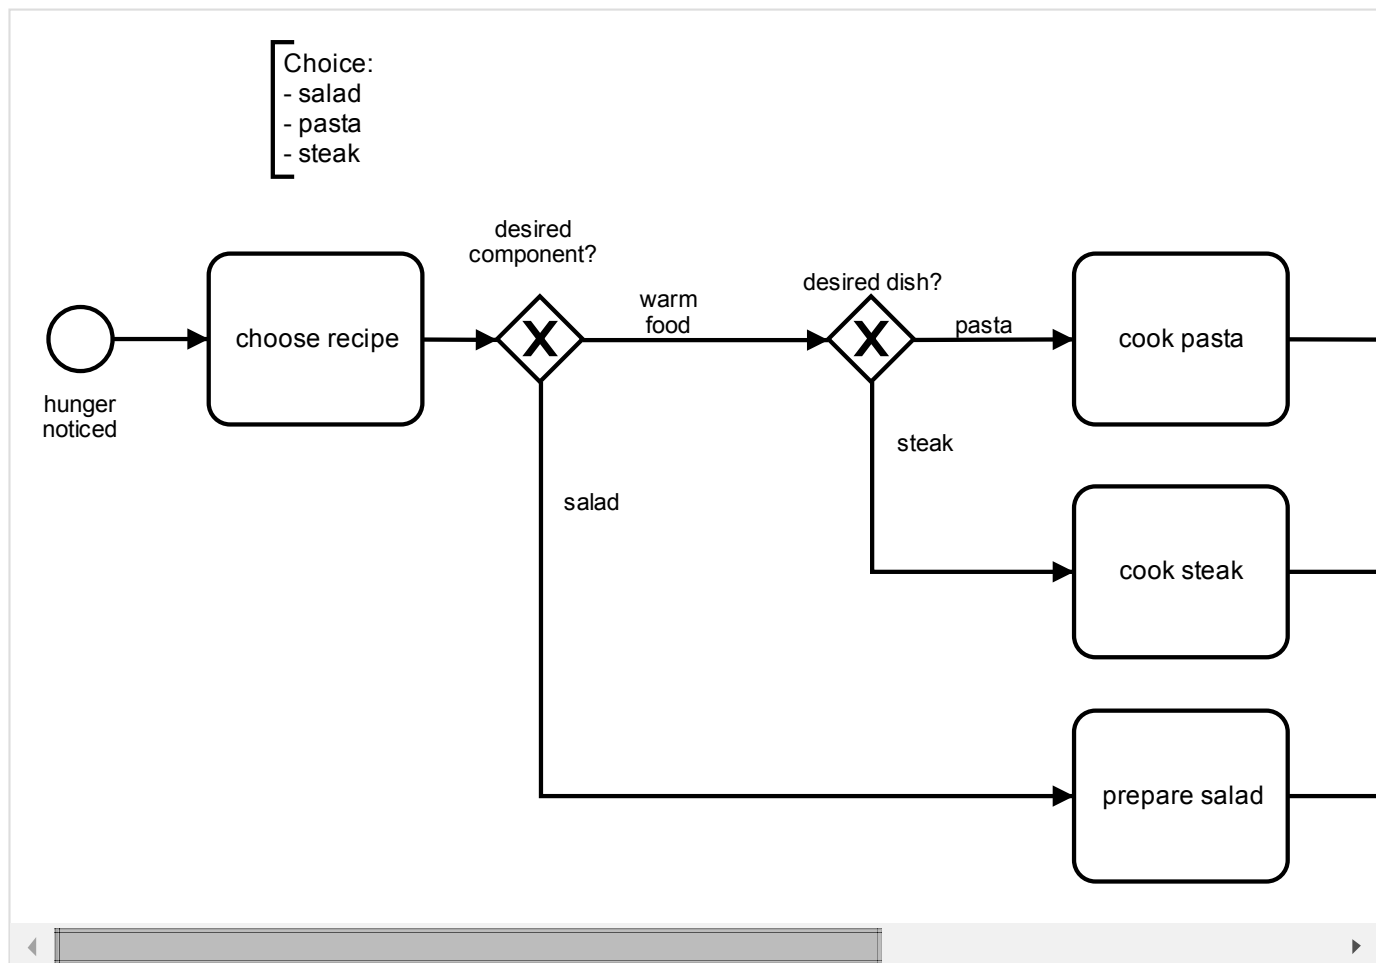 Choice:
- salad
- pasta
- steak
desired
component?
desired dish?
warm
food
pasta
choose recipe
X
X
cook pasta
hunger
noticed
steak
salad
cook steak
prepare salad